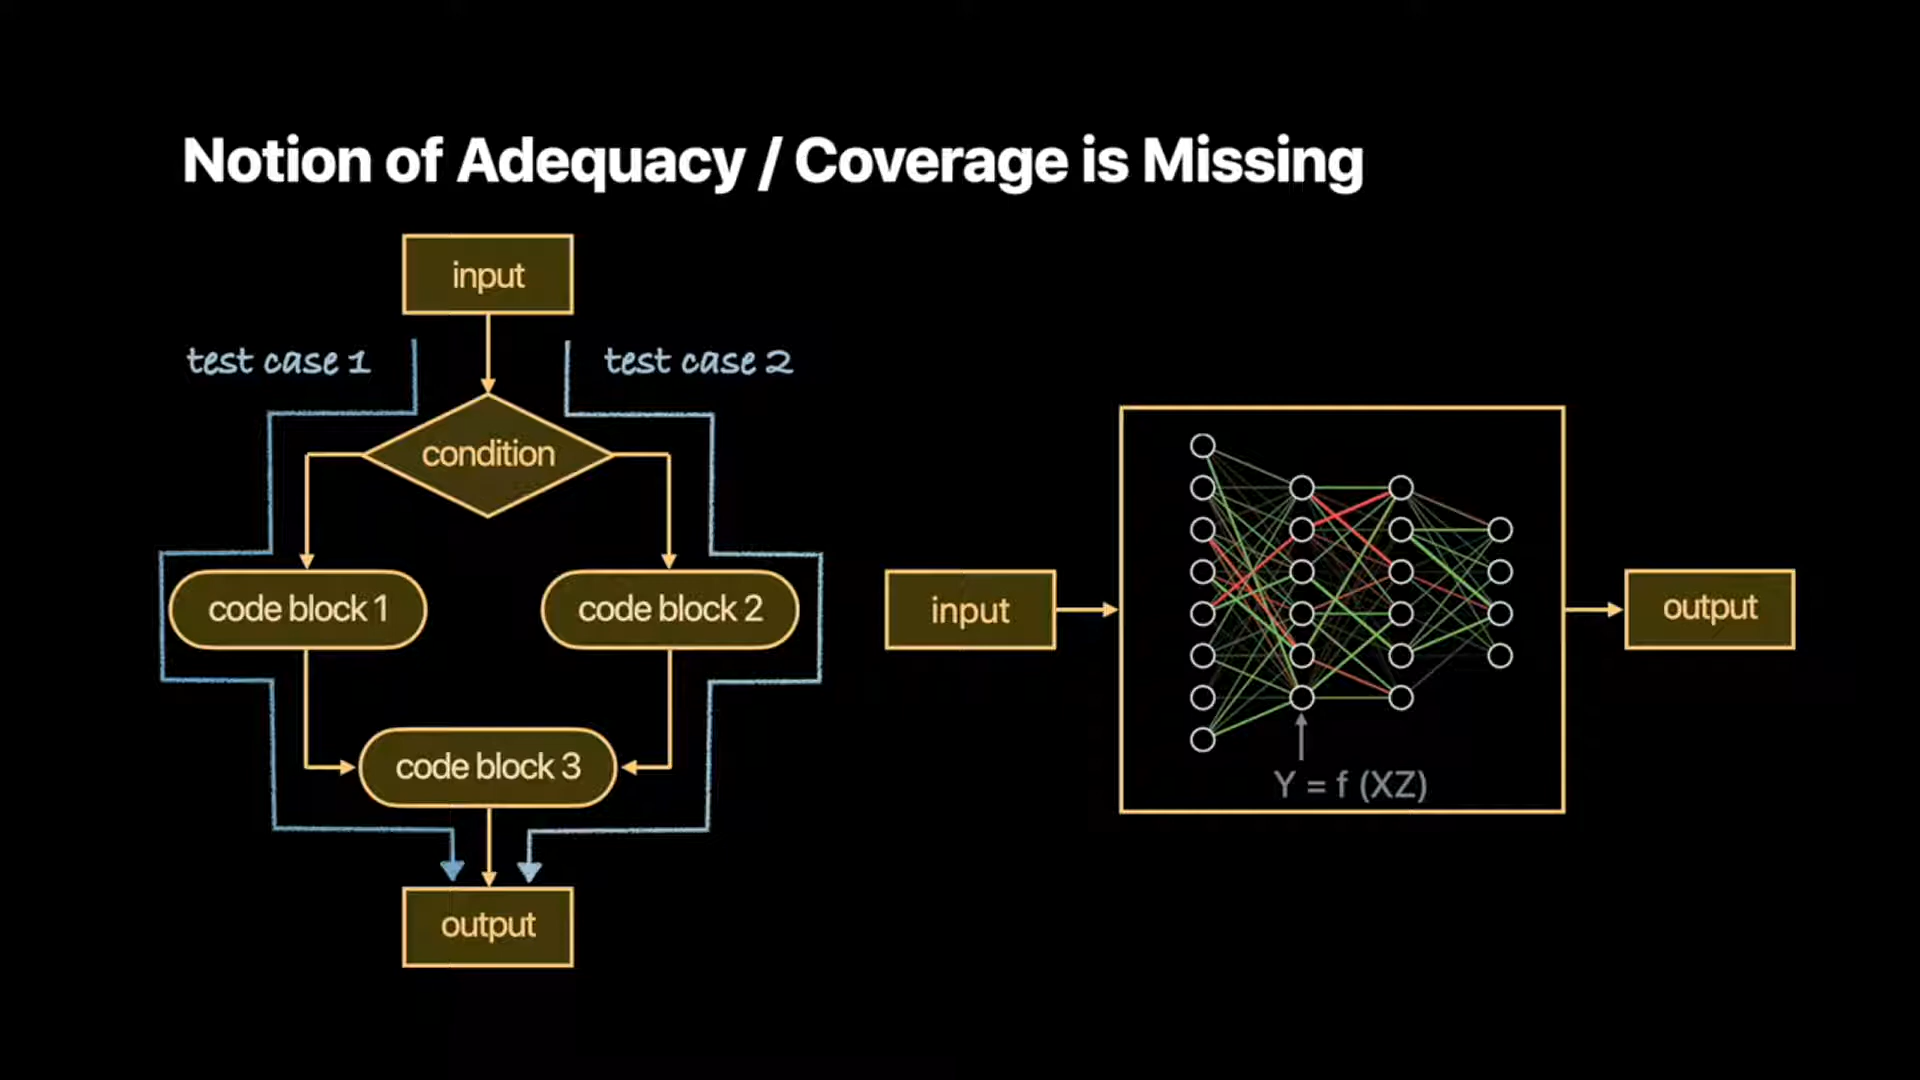 Notion of Adequacy / Coverage is Missing
input
test case 1
test case 2
condition
code block 1
code block 2
code block 3
output
input
Y = f (XZ)
output